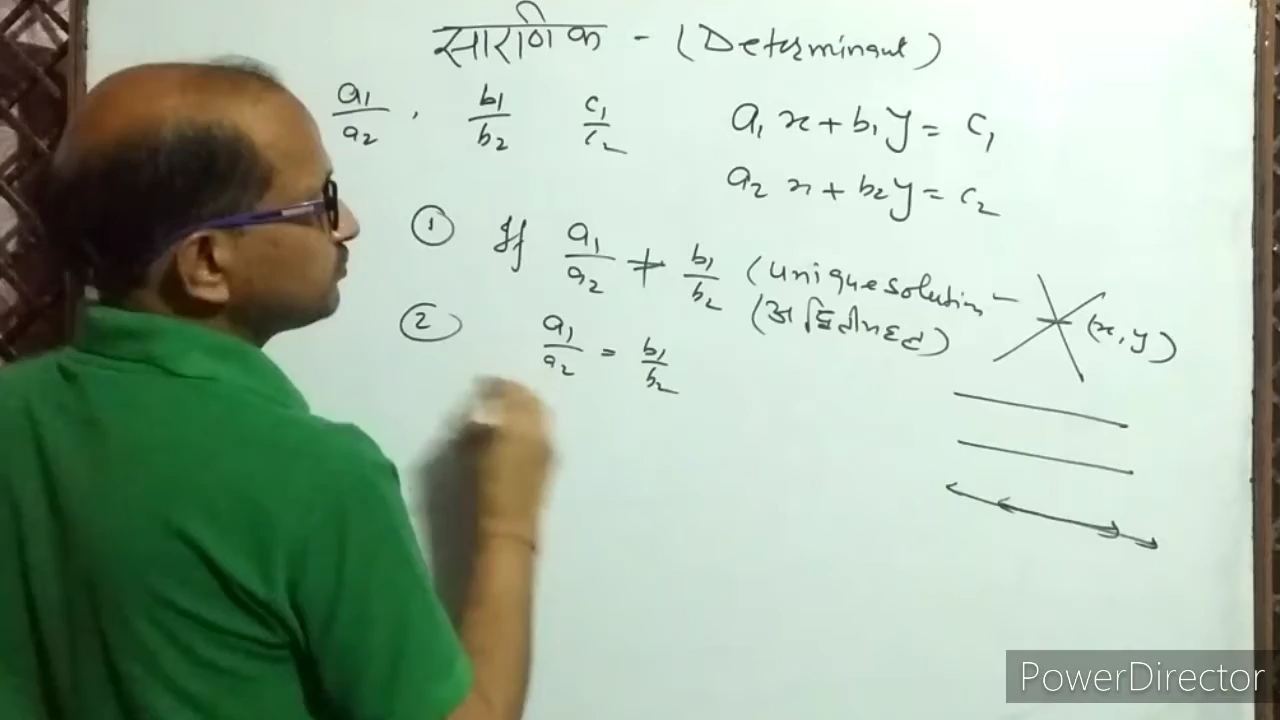 सारणिक - (Determinant)
a₁/a₂ , b₁/b₂ c₁/c₂
a₁x + b₁y = c₁
a₂x + b₂y = c₂
① If a₁/a₂ ≠ b₁/b₂ (unique solution -
(अद्वितीय हल)
(x, y)
② a₁/a₂ = b₁/b₂
PowerDirector